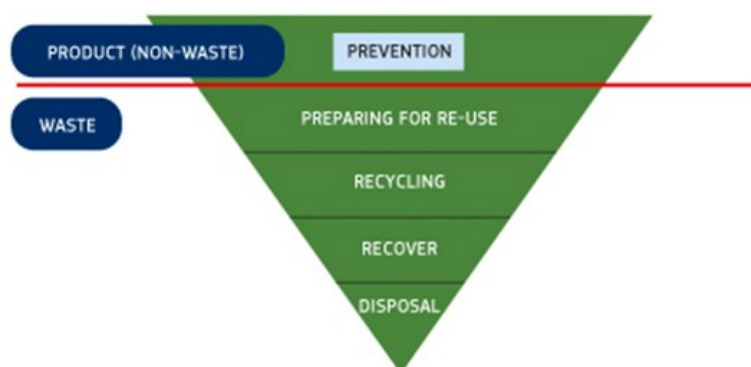 PRODUCT (NON-WASTE)
PREVENTION
WASTE
PREPARING FOR RE-USE
RECYCLING
RECOVER
DISPOSAL